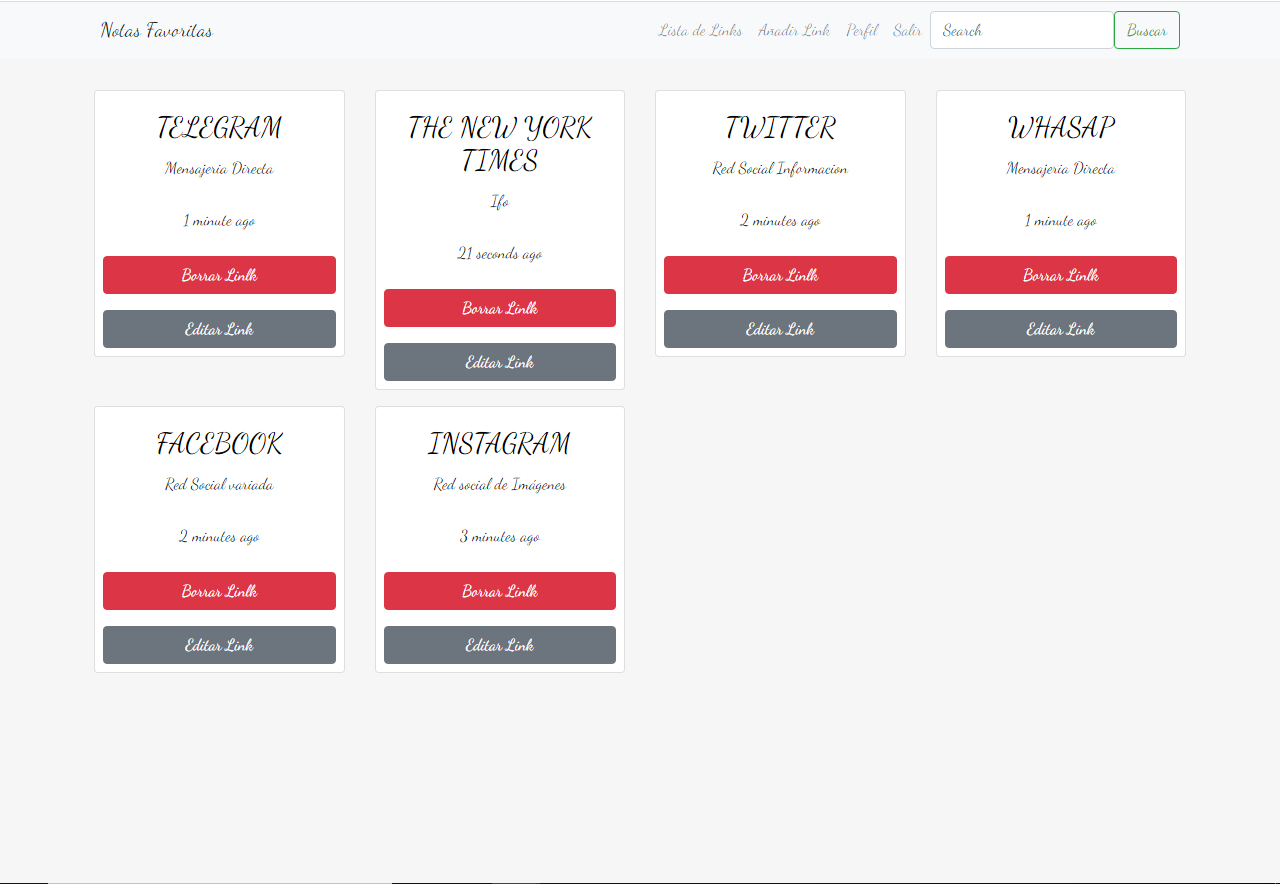 Notas Favoritas
Lista de Links Añadir Link Perfil Salir Search Buscar
TELEGRAM
Mensajeria Directa
1 minute ago
Borrar Linlk
Editar Link
THE NEW YORK
TIMES
Ifo
21 seconds ago
Borrar Linlk
Editar Link
TWITTER
Red Social Informacion
2 minutes ago
Borrar Linlk
Editar Link
WHASAP
Mensajeria Directa
1 minute ago
Borrar Linlk
Editar Link
FACEBOOK
Red Social variada
2 minutes ago
Borrar Linlk
Editar Link
INSTAGRAM
Red social de Imágenes
3 minutes ago
Borrar Linlk
Editar Link